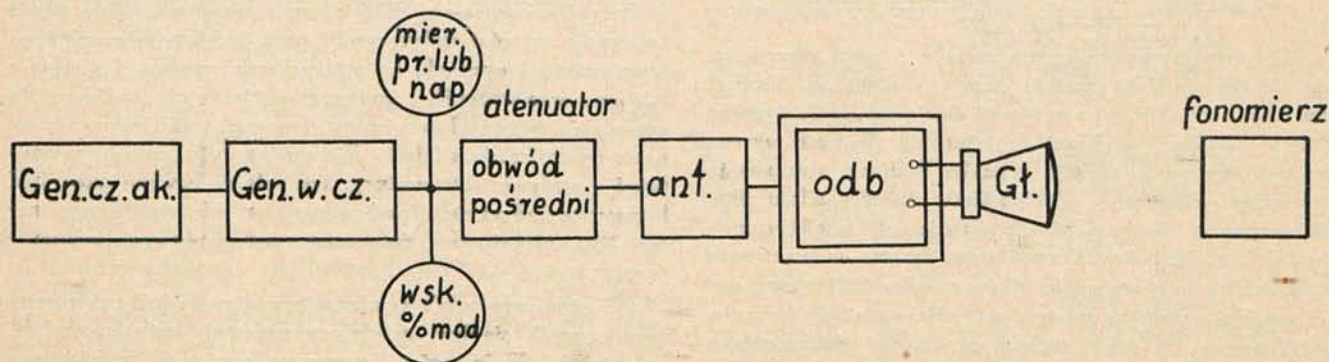 mier.
pr. lub
nap
atenuator
fonomierz
Gen.cz.ak.
Gen.w.cz.
obwód
pośredni
ant.
odb
Gł.
wsk.
%mod